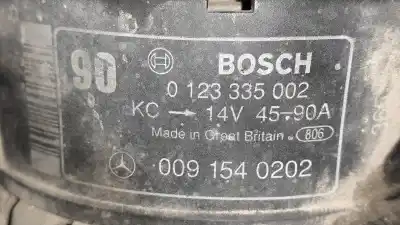 90 BOSCH
0 123 335 002
KC → 14V 45-90A
Made in Great Britain - 806
009 154 0202